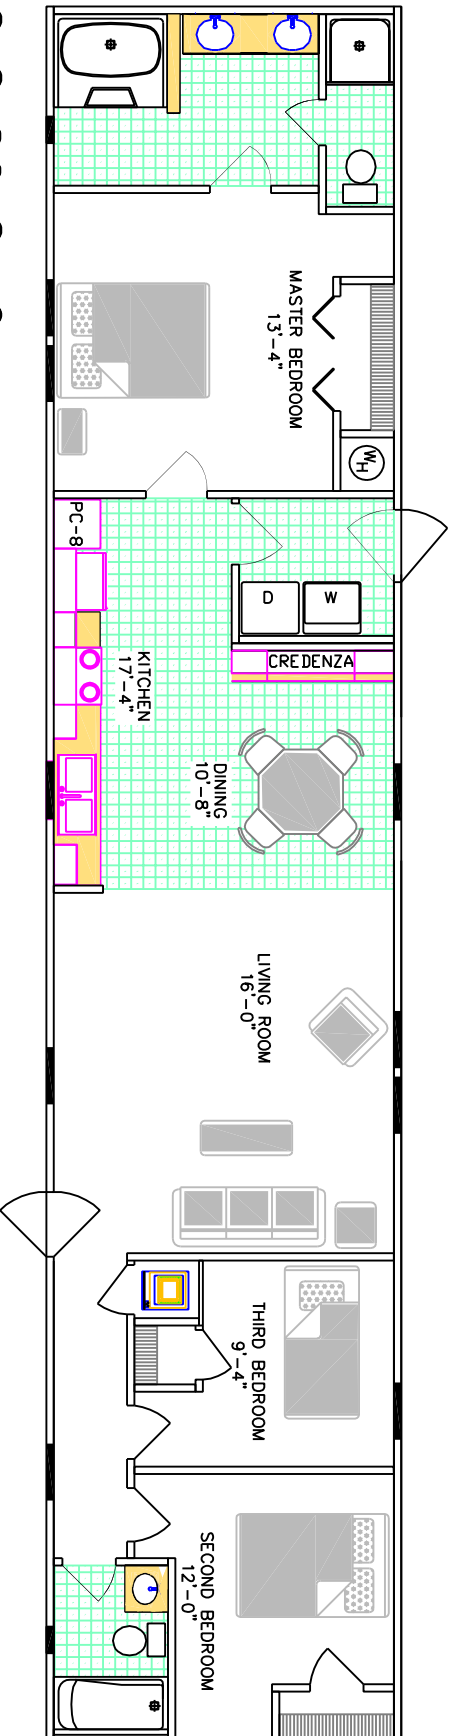 MASTER BEDROOM
13'-4"
WH
PC-8
D
W
CREDENZA
KITCHEN
17'-4"
DINING
10'-8"
LIVING ROOM
16'-0"
THIRD BEDROOM
9'-4"
SECOND BEDROOM
12'-0"